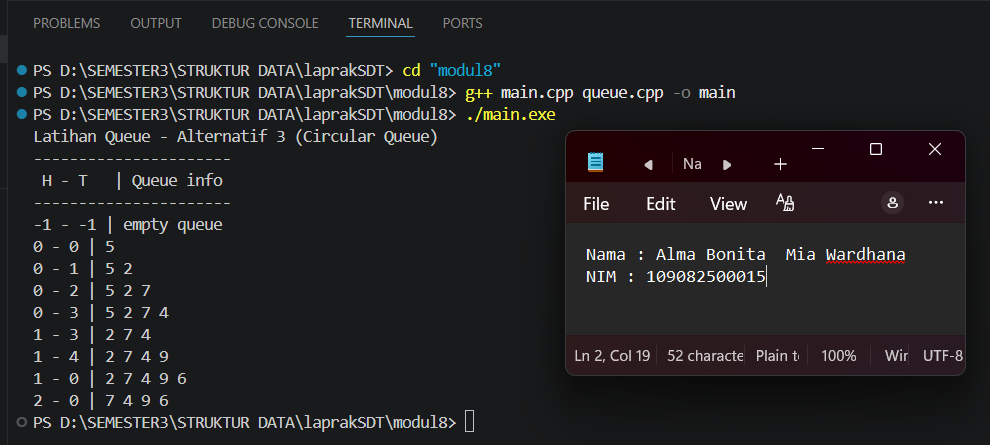 PROBLEMS OUTPUT DEBUG CONSOLE TERMINAL PORTS
PS D:\SEMESTER3\STRUKTUR DATA\laprakSDT> cd "modul8"
PS D:\SEMESTER3\STRUKTUR DATA\laprakSDT\modul8> g++ main.cpp queue.cpp -o main
PS D:\SEMESTER3\STRUKTUR DATA\laprakSDT\modul8> ./main.exe
Latihan Queue - Alternatif 3 (Circular Queue)
----------------------
H - T | Queue info
----------------------
-1 - -1 | empty queue
0 - 0 | 5
0 - 1 | 5 2
0 - 2 | 5 2 7
0 - 3 | 5 2 7 4
1 - 3 | 2 7 4
1 - 4 | 2 7 4 9
1 - 0 | 2 7 4 9 6
2 - 0 | 7 4 9 6
PS D:\SEMESTER3\STRUKTUR DATA\laprakSDT\modul8>
Na
File Edit View
Nama : Alma Bonita  Mia Wardhana
NIM : 109082500015
Ln 2, Col 19 52 characte Plain t 100% Wir UTF-8